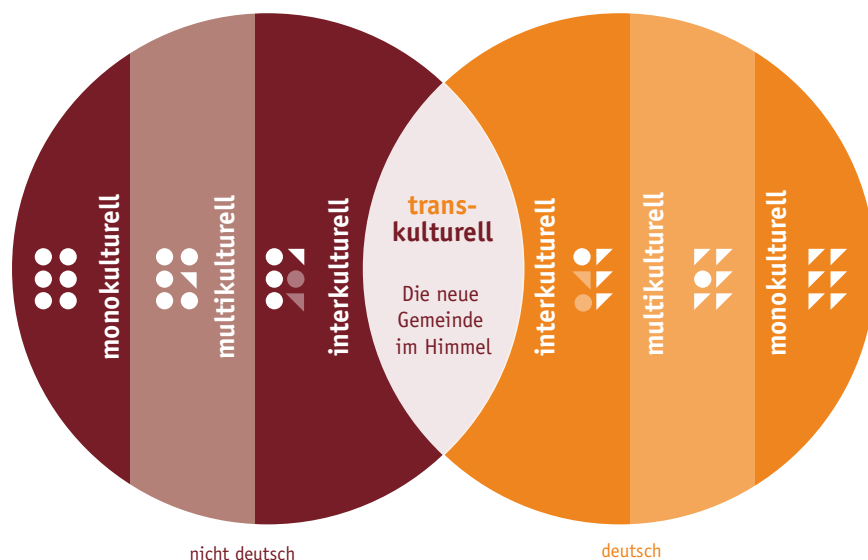 monokulturell
multikulturell
interkulturell
trans-
kulturell
Die neue
Gemeinde
im Himmel
interkulturell
multikulturell
monokulturell
nicht deutsch
deutsch